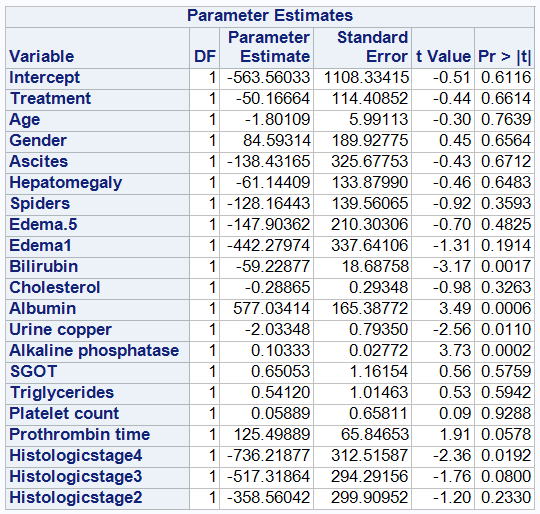 Parameter Estimates
Variable DF Parameter Estimate Standard Error t Value Pr > |t|
Intercept 1 -563.56033 1108.33415 -0.51 0.6116
Treatment 1 -50.16664 114.40852 -0.44 0.6614
Age 1 -1.80109 5.99113 -0.30 0.7639
Gender 1 84.59314 189.92775 0.45 0.6564
Ascites 1 -138.43165 325.67753 -0.43 0.6712
Hepatomegaly 1 -61.14409 133.87990 -0.46 0.6483
Spiders 1 -128.16443 139.56065 -0.92 0.3593
Edema.5 1 -147.90362 210.30306 -0.70 0.4825
Edema1 1 -442.27974 337.64106 -1.31 0.1914
Bilirubin 1 -59.22877 18.68758 -3.17 0.0017
Cholesterol 1 -0.28865 0.29348 -0.98 0.3263
Albumin 1 577.03414 165.38772 3.49 0.0006
Urine copper 1 -2.03348 0.79350 -2.56 0.0110
Alkaline phosphatase 1 0.10333 0.02772 3.73 0.0002
SGOT 1 0.65053 1.16154 0.56 0.5759
Triglycerides 1 0.54120 1.01463 0.53 0.5942
Platelet count 1 0.05889 0.65811 0.09 0.9288
Prothrombin time 1 125.49889 65.84653 1.91 0.0578
Histologicstage4 1 -736.21877 312.51587 -2.36 0.0192
Histologicstage3 1 -517.31864 294.29156 -1.76 0.0800
Histologicstage2 1 -358.56042 299.90952 -1.20 0.2330